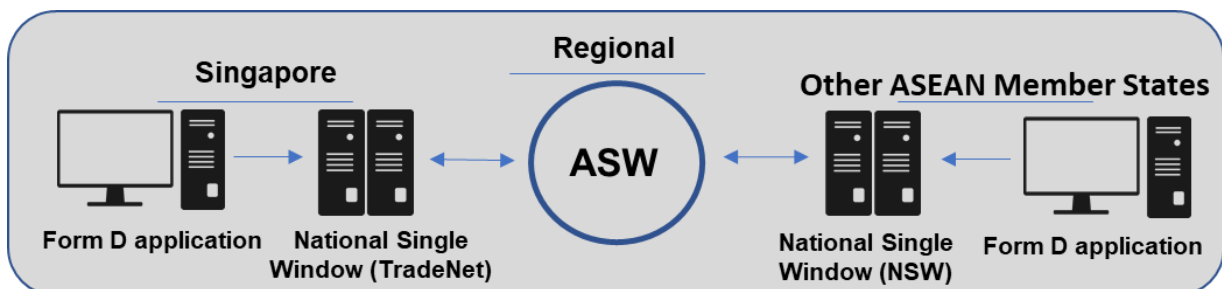 Regional
Singapore
Other ASEAN Member States
ASW
Form D application
National Single
Window (TradeNet)
National Single
Window (NSW)
Form D application